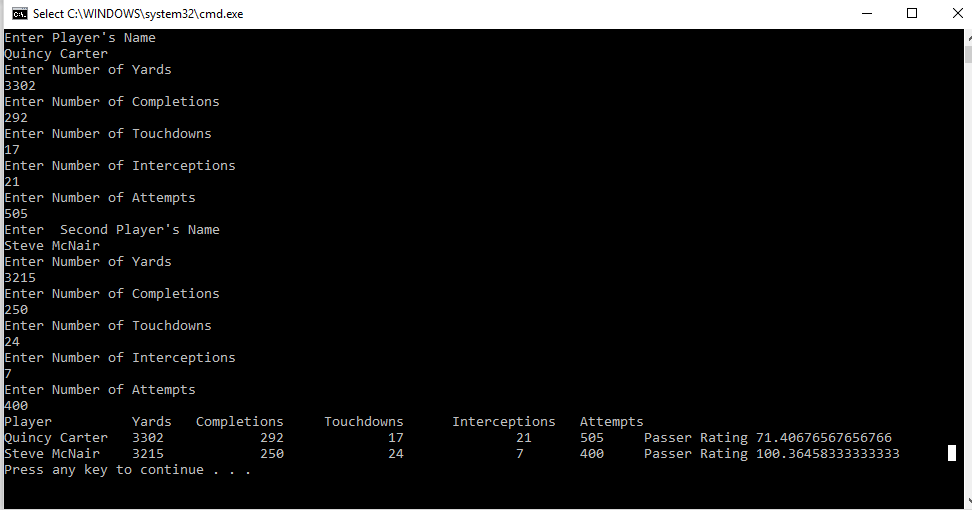 Select C:\WINDOWS\system32\cmd.exe
Enter Player's Name
Quincy Carter
Enter Number of Yards
3302
Enter Number of Completions
292
Enter Number of Touchdowns
17
Enter Number of Interceptions
21
Enter Number of Attempts
505
Enter  Second Player's Name
Steve McNair
Enter Number of Yards
3215
Enter Number of Completions
250
Enter Number of Touchdowns
24
Enter Number of Interceptions
7
Enter Number of Attempts
400
Player          Yards   Completions     Touchdowns      Interceptions   Attempts
Quincy Carter   3302            292             17              21      505     Passer Rating 71.40676567656766
Steve McNair    3215            250             24              7       400     Passer Rating 100.36458333333333
Press any key to continue . . .